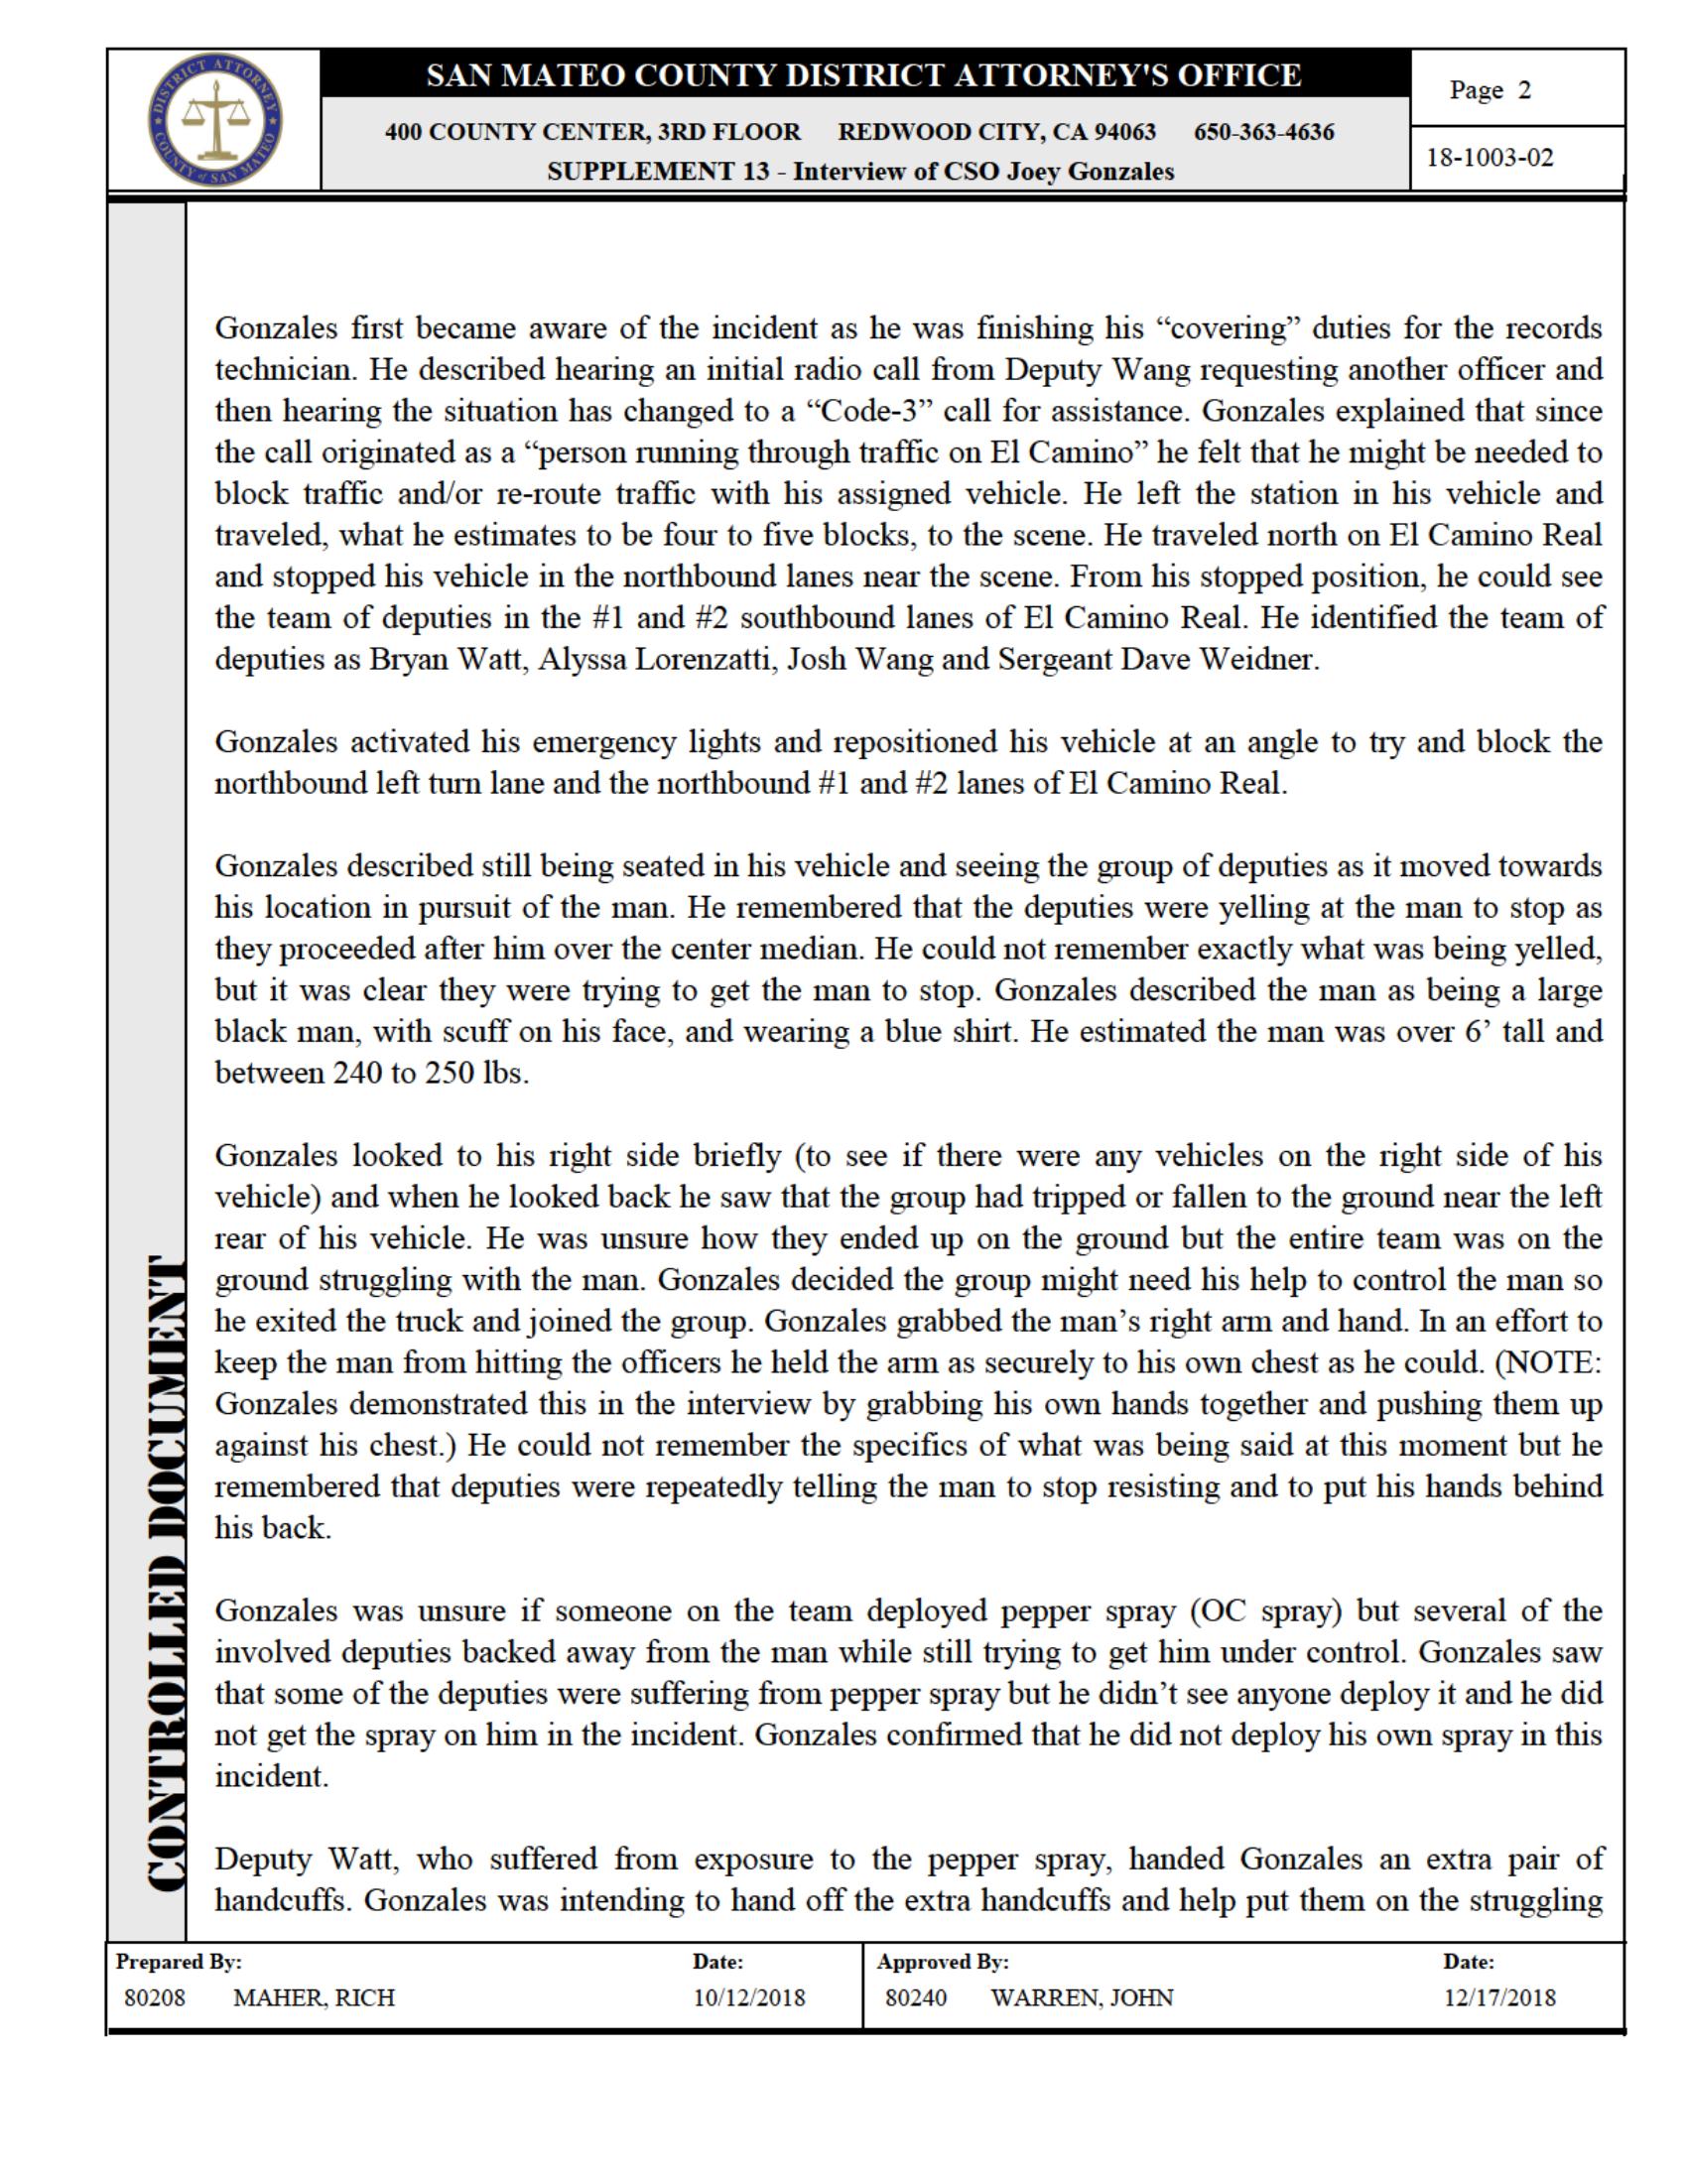 DISTRICT ATTORNEY
COUNTY of SAN MATEO
SAN MATEO COUNTY DISTRICT ATTORNEY'S OFFICE
400 COUNTY CENTER, 3RD FLOOR REDWOOD CITY, CA 94063 650-363-4636
SUPPLEMENT 13 - Interview of CSO Joey Gonzales
Page 2
18-1003-02
Gonzales first became aware of the incident as he was finishing his “covering” duties for the records
technician. He described hearing an initial radio call from Deputy Wang requesting another officer and
then hearing the situation has changed to a “Code-3” call for assistance. Gonzales explained that since
the call originated as a “person running through traffic on El Camino” he felt that he might be needed to
block traffic and/or re-route traffic with his assigned vehicle. He left the station in his vehicle and
traveled, what he estimates to be four to five blocks, to the scene. He traveled north on El Camino Real
and stopped his vehicle in the northbound lanes near the scene. From his stopped position, he could see
the team of deputies in the #1 and #2 southbound lanes of El Camino Real. He identified the team of
deputies as Bryan Watt, Alyssa Lorenzatti, Josh Wang and Sergeant Dave Weidner.
Gonzales activated his emergency lights and repositioned his vehicle at an angle to try and block the
northbound left turn lane and the northbound #1 and #2 lanes of El Camino Real.
Gonzales described still being seated in his vehicle and seeing the group of deputies as it moved towards
his location in pursuit of the man. He remembered that the deputies were yelling at the man to stop as
they proceeded after him over the center median. He could not remember exactly what was being yelled,
but it was clear they were trying to get the man to stop. Gonzales described the man as being a large
black man, with scuff on his face, and wearing a blue shirt. He estimated the man was over 6’ tall and
between 240 to 250 lbs.
Gonzales looked to his right side briefly (to see if there were any vehicles on the right side of his
vehicle) and when he looked back he saw that the group had tripped or fallen to the ground near the left
rear of his vehicle. He was unsure how they ended up on the ground but the entire team was on the
ground struggling with the man. Gonzales decided the group might need his help to control the man so
he exited the truck and joined the group. Gonzales grabbed the man’s right arm and hand. In an effort to
keep the man from hitting the officers he held the arm as securely to his own chest as he could. (NOTE:
Gonzales demonstrated this in the interview by grabbing his own hands together and pushing them up
against his chest.) He could not remember the specifics of what was being said at this moment but he
remembered that deputies were repeatedly telling the man to stop resisting and to put his hands behind
his back.
Gonzales was unsure if someone on the team deployed pepper spray (OC spray) but several of the
involved deputies backed away from the man while still trying to get him under control. Gonzales saw
that some of the deputies were suffering from pepper spray but he didn’t see anyone deploy it and he did
not get the spray on him in the incident. Gonzales confirmed that he did not deploy his own spray in this
incident.
Deputy Watt, who suffered from exposure to the pepper spray, handed Gonzales an extra pair of
handcuffs. Gonzales was intending to hand off the extra handcuffs and help put them on the struggling
CONTROLLED DOCUMENT
Prepared By: Date: Approved By: Date:
80208 MAHER, RICH 10/12/2018 80240 WARREN, JOHN 12/17/2018